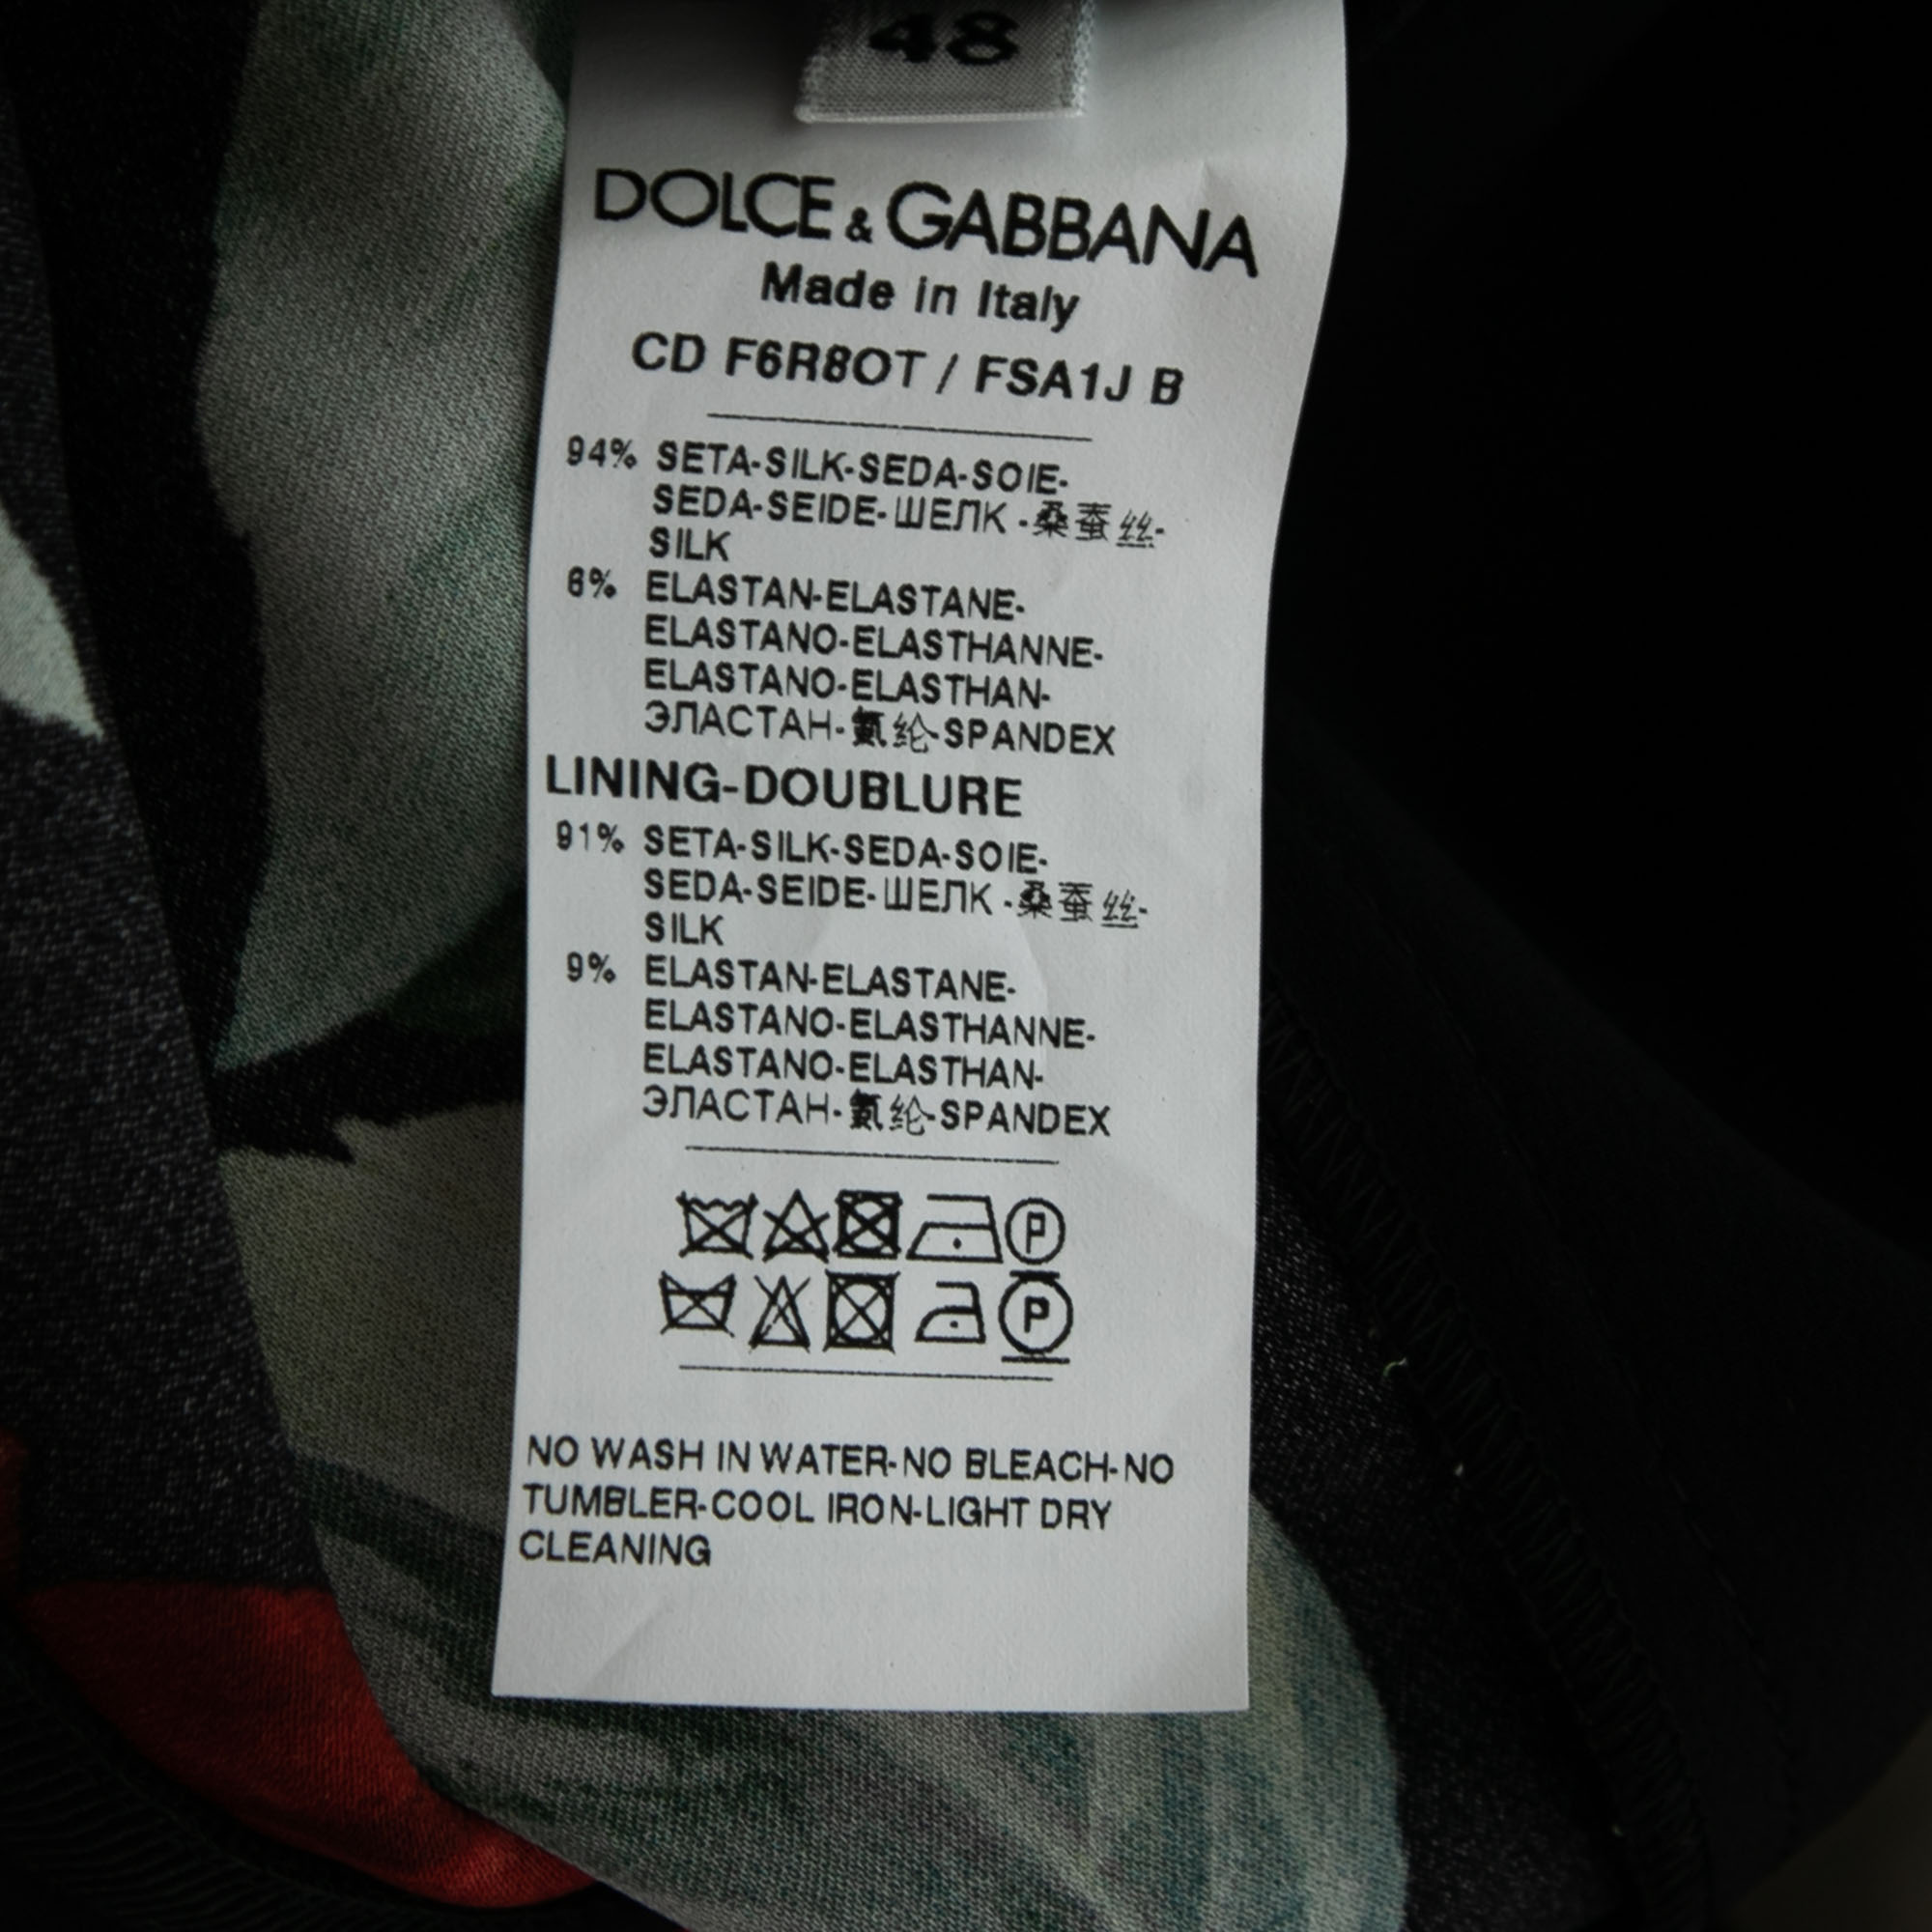 48
DOLCE & GABBANA
Made in Italy
CD F6R8OT / FSA1J B
94% SETA-SILK-SEDA-SOIE-
SEDA-SEIDE-ШЕЛК -桑蚕丝-
SILK
6% ELASTAN-ELASTANE-
ELASTANO-ELASTHANNE-
ELASTANO-ELASTHAN-
ЭЛАСТАН-氨纶-SPANDEX
LINING-DOUBLURE
91% SETA-SILK-SEDA-SOIE-
SEDA-SEIDE-ШЕЛК -桑蚕丝-
SILK
9% ELASTAN-ELASTANE-
ELASTANO-ELASTHANNE-
ELASTANO-ELASTHAN-
ЭЛАСТАН-氨纶-SPANDEX
P
P
NO WASH IN WATER-NO BLEACH-NO
TUMBLER-COOL IRON-LIGHT DRY
CLEANING